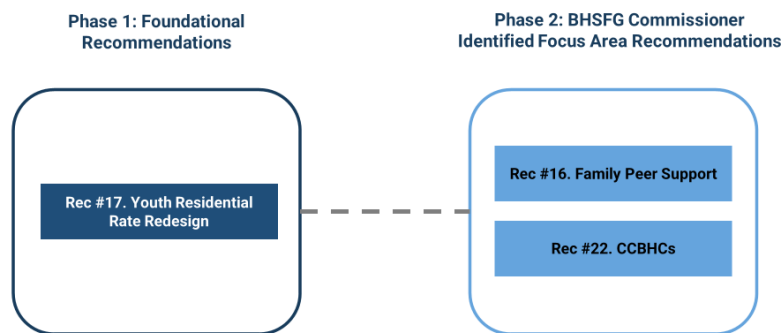 Phase 1: Foundational
Recommendations
Phase 2: BHSFG Commissioner
Identified Focus Area Recommendations
Rec #17. Youth Residential
Rate Redesign
Rec #16. Family Peer Support
Rec #22. CCBHCs